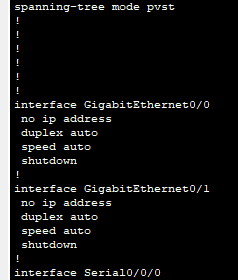 spanning-tree mode pvst
!
!
!
!
!
!
interface GigabitEthernet0/0
no ip address
duplex auto
speed auto
shutdown
!
interface GigabitEthernet0/1
no ip address
duplex auto
speed auto
shutdown
!
interface Serial0/0/0